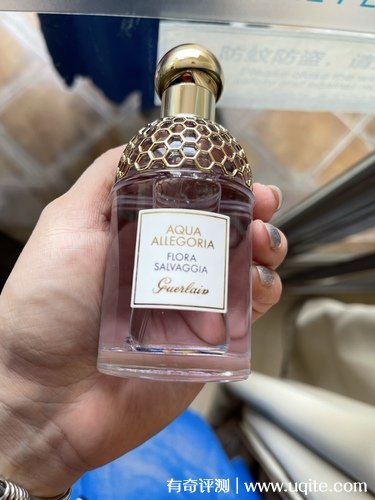 防蚊防盗，
AQUA
ALLEGORIA
FLORA
SALVAGGIA
Guerlain
有奇评测 | www.uqite.com